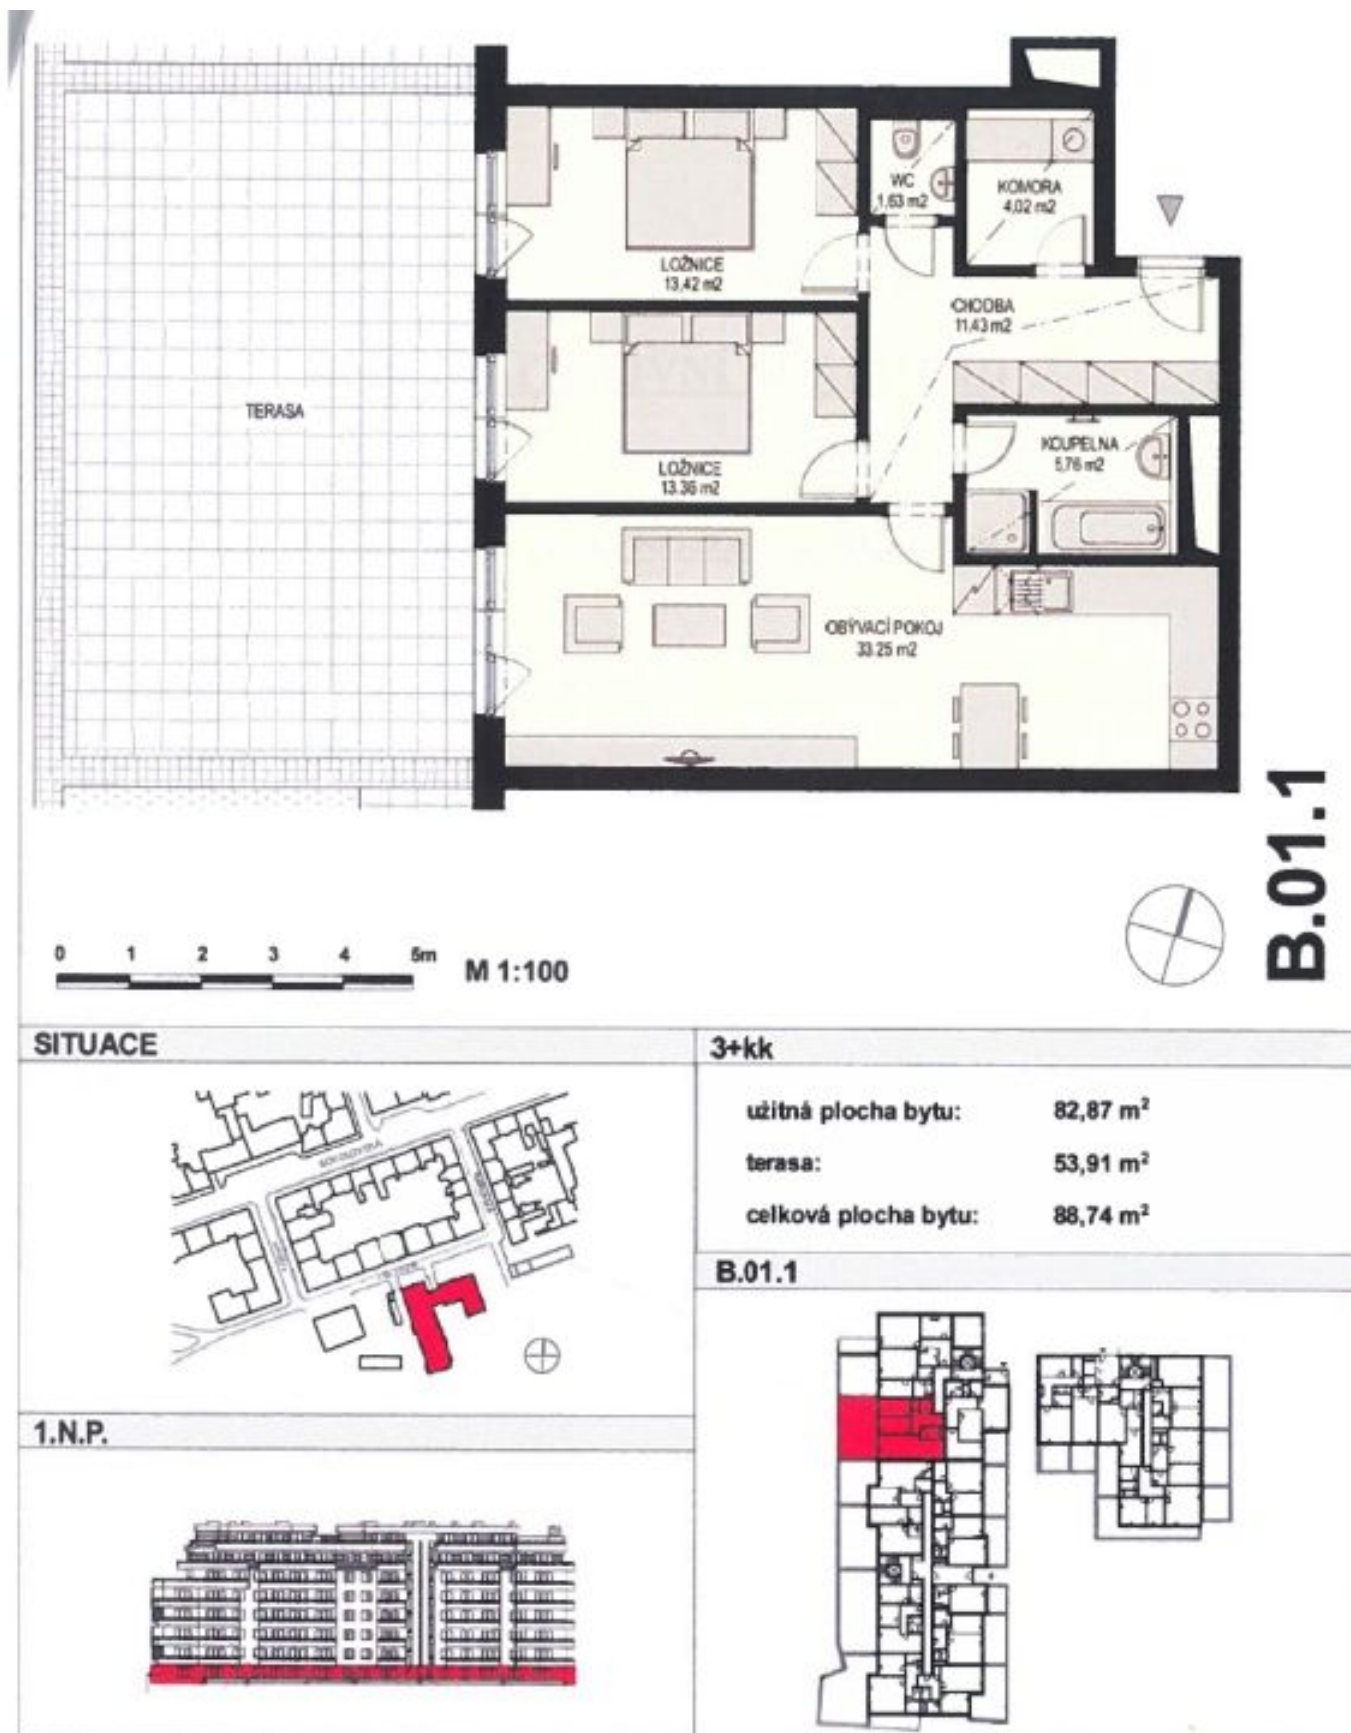 WC
1,63 m2
KOMORA
4,02 m2
LOŽNICE
13,42 m2
CHODBA
11,43 m2
TERASA
LOŽNICE
13,36 m2
KOUPELNA
5,76 m2
OBÝVACÍ POKOJ
33,25 m2
B.01.1
0 1 2 3 4 5m
M 1:100
SITUACE
3+kk
SOKOLOVSKÁ
užitná plocha bytu: 82,87 m²
terasa: 53,91 m²
celková plocha bytu: 88,74 m²
B.01.1
1.N.P.